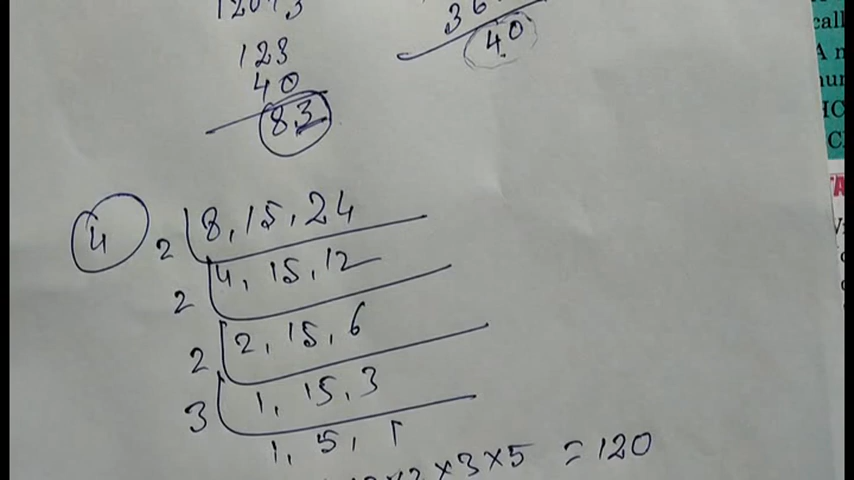 123
40
83
40
4
2 8, 15, 24
2 4, 15, 12
2 2, 15, 6
3 1, 15, 3
1, 5, 1
×3×5 = 120